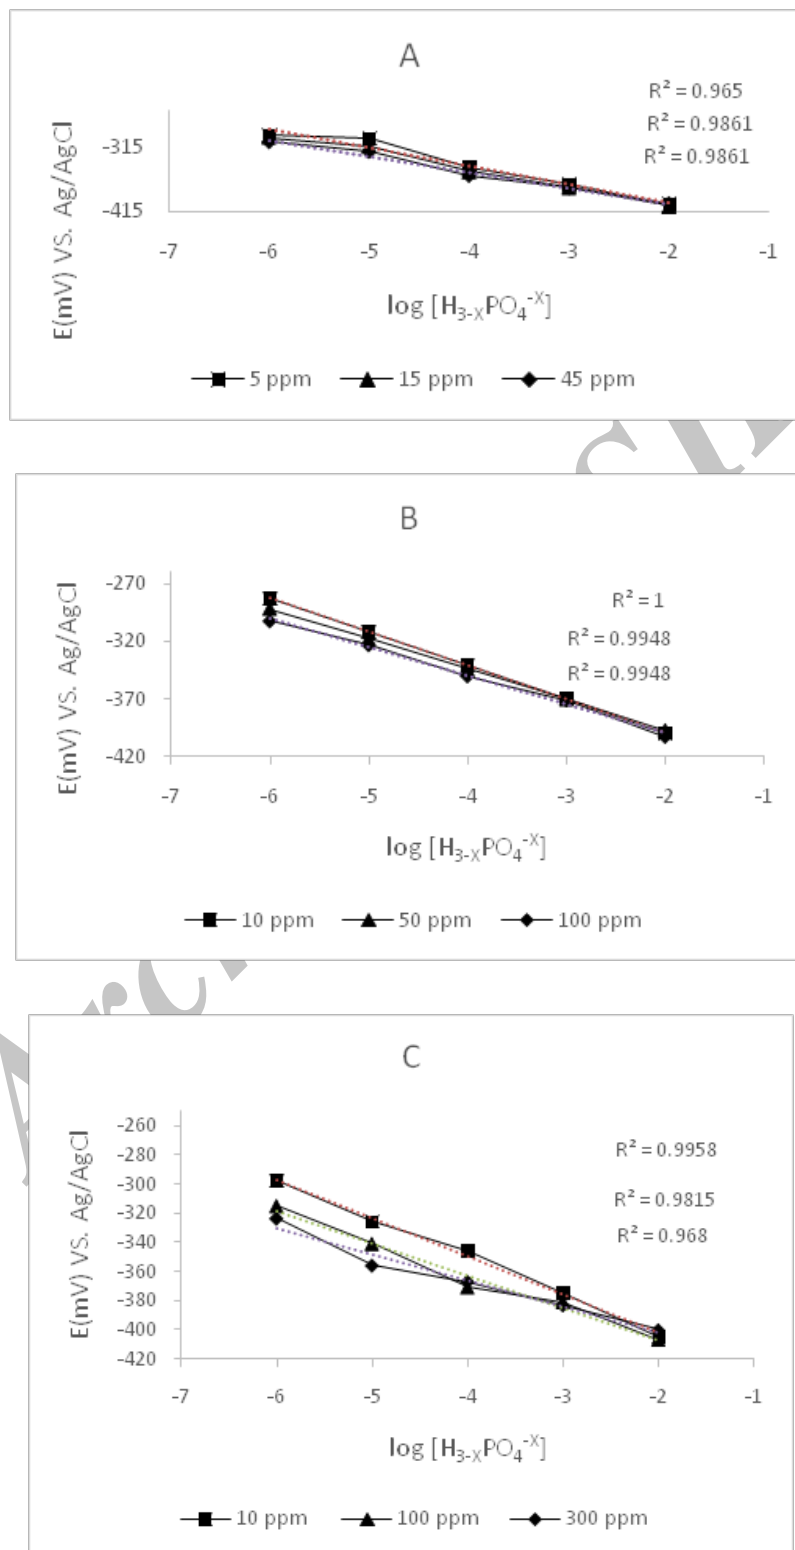 A
R² = 0.965
R² = 0.9861
R² = 0.9861
E(mV) VS. Ag/AgCl
-315
-415
-7 -6 -5 -4 -3 -2 -1
log [H₃₋ₓPO₄⁻ˣ]
5 ppm 15 ppm 45 ppm
B
R² = 1
R² = 0.9948
R² = 0.9948
E(mV) VS. Ag/AgCl
-270
-320
-370
-420
-7 -6 -5 -4 -3 -2 -1
log [H₃₋ₓPO₄⁻ˣ]
10 ppm 50 ppm 100 ppm
C
R² = 0.9958
R² = 0.9815
R² = 0.968
E(mV) VS. Ag/AgCl
-260
-280
-300
-320
-340
-360
-380
-400
-420
-7 -6 -5 -4 -3 -2 -1
log [H₃₋ₓPO₄⁻ˣ]
10 ppm 100 ppm 300 ppm